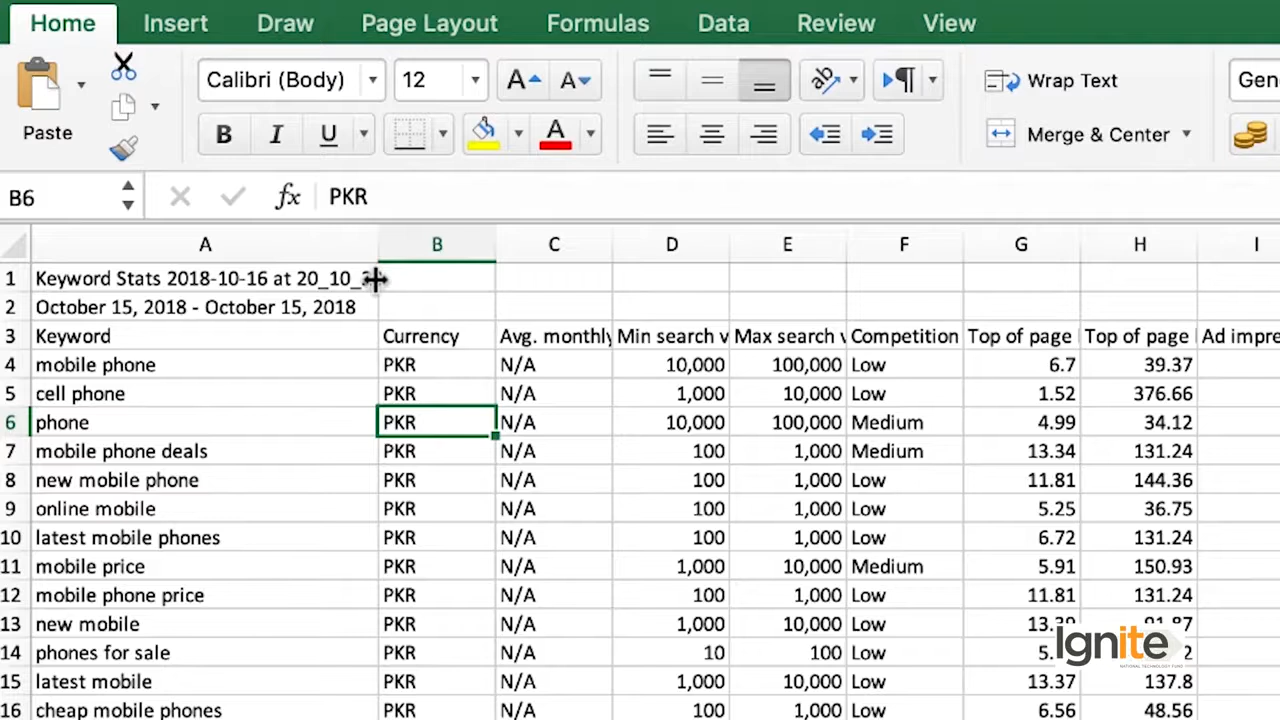 Home Insert Draw Page Layout Formulas Data Review View
Calibri (Body) 12 A A Wrap Text Gen
Paste B I U A Merge & Center
B6 fx PKR
A B C D E F G H I
1 Keyword Stats 2018-10-16 at 20_10_
2 October 15, 2018 - October 15, 2018
3 Keyword Currency Avg. monthly Min search v Max search v Competition Top of page Top of page Ad impre
4 mobile phone PKR N/A 10,000 100,000 Low 6.7 39.37
5 cell phone PKR N/A 1,000 10,000 Low 1.52 376.66
6 phone PKR N/A 10,000 100,000 Medium 4.99 34.12
7 mobile phone deals PKR N/A 100 1,000 Medium 13.34 131.24
8 new mobile phone PKR N/A 100 1,000 Low 11.81 144.36
9 online mobile PKR N/A 100 1,000 Low 5.25 36.75
10 latest mobile phones PKR N/A 100 1,000 Low 6.72 131.24
11 mobile price PKR N/A 1,000 10,000 Medium 5.91 150.93
12 mobile phone price PKR N/A 100 1,000 Low 11.81 131.24
13 new mobile PKR N/A 1,000 10,000 Low
14 phones for sale PKR N/A 10 100 Low
Ignite
NATIONAL TECHNOLOGY FUND
15 latest mobile PKR N/A 1,000 10,000 Low 13.37 137.8
16 cheap mobile phones PKR N/A 100 1,000 Low 6.56 48.56